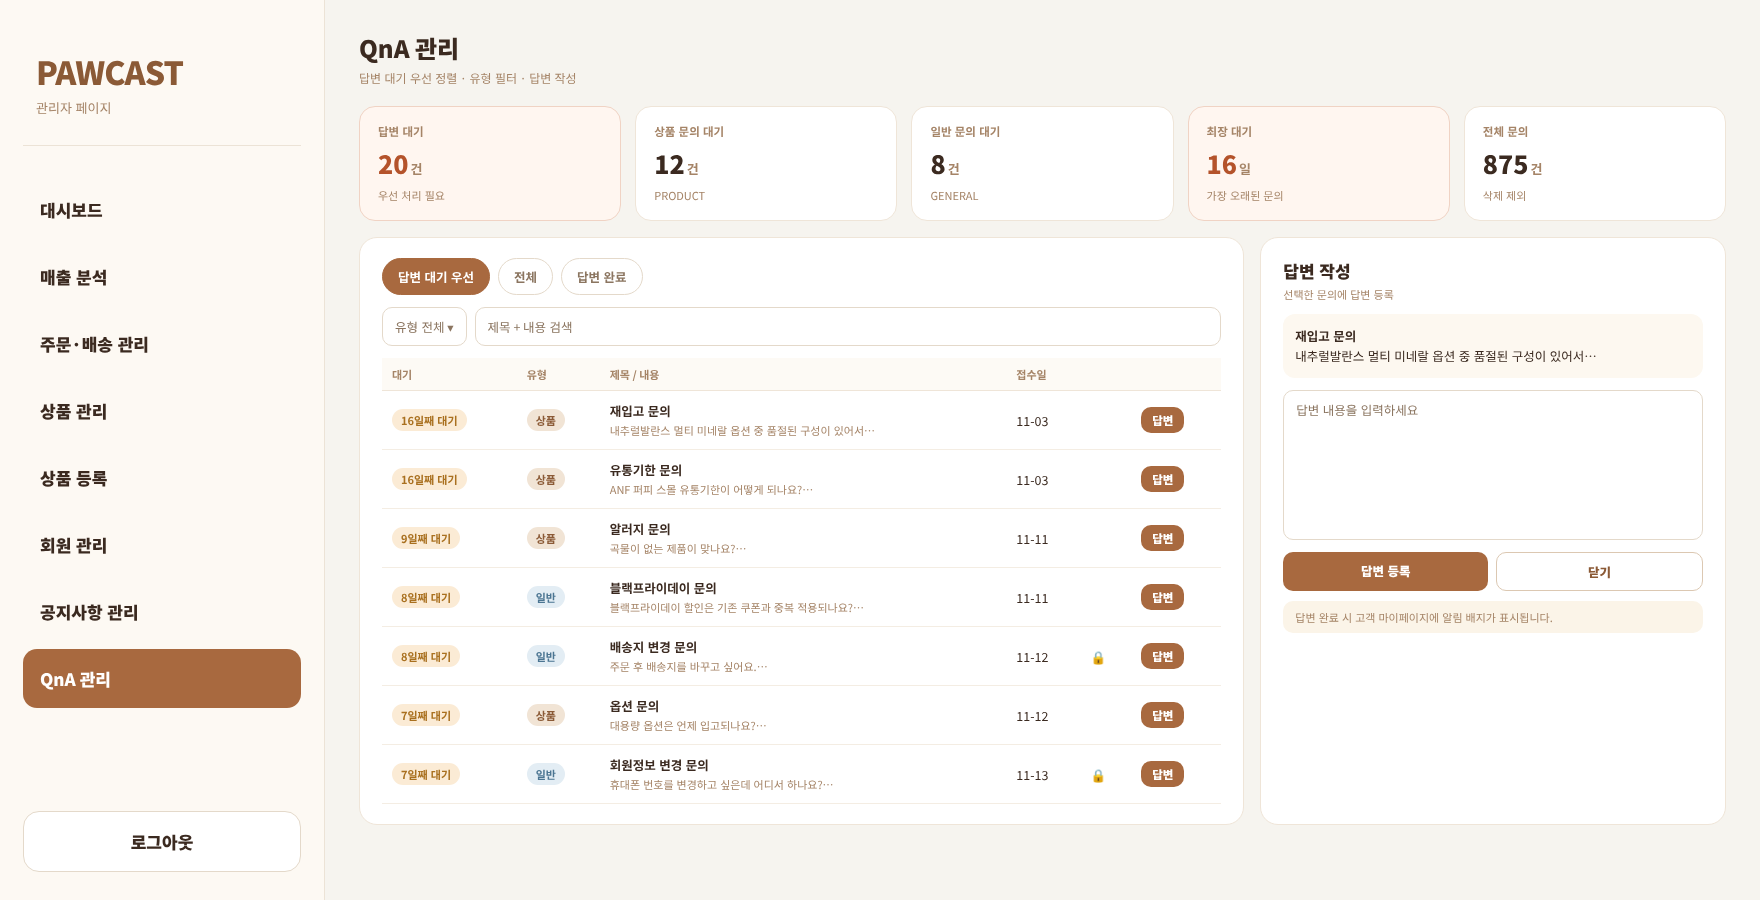 PAWCAST
관리자 페이지
대시보드
매출 분석
주문·배송 관리
상품 관리
상품 등록
회원 관리
공지사항 관리
QnA 관리
로그아웃
QnA 관리
답변 대기 우선 정렬 · 유형 필터 · 답변 작성
답변 대기
20건
우선 처리 필요
상품 문의 대기
12건
PRODUCT
일반 문의 대기
8건
GENERAL
최장 대기
16일
가장 오래된 문의
전체 문의
875건
삭제 제외
답변 대기 우선 전체 답변 완료
유형 전체 ▾ 제목 + 내용 검색
대기 유형 제목 / 내용 접수일
16일째 대기 상품 재입고 문의 11-03 답변
내추럴발란스 멀티 미네랄 옵션 중 품절된 구성이 있어서…
16일째 대기 상품 유통기한 문의 11-03 답변
ANF 퍼피 스몰 유통기한이 어떻게 되나요?…
9일째 대기 상품 알러지 문의 11-11 답변
곡물이 없는 제품이 맞나요?…
8일째 대기 일반 블랙프라이데이 문의 11-11 답변
블랙프라이데이 할인은 기존 쿠폰과 중복 적용되나요?…
8일째 대기 일반 배송지 변경 문의 11-12 🔒 답변
주문 후 배송지를 바꾸고 싶어요.…
7일째 대기 상품 옵션 문의 11-12 답변
대용량 옵션은 언제 입고되나요?…
7일째 대기 일반 회원정보 변경 문의 11-13 🔒 답변
휴대폰 번호를 변경하고 싶은데 어디서 하나요?…
답변 작성
선택한 문의에 답변 등록
재입고 문의
내추럴발란스 멀티 미네랄 옵션 중 품절된 구성이 있어서…
답변 내용을 입력하세요
답변 등록 닫기
답변 완료 시 고객 마이페이지에 알림 배지가 표시됩니다.